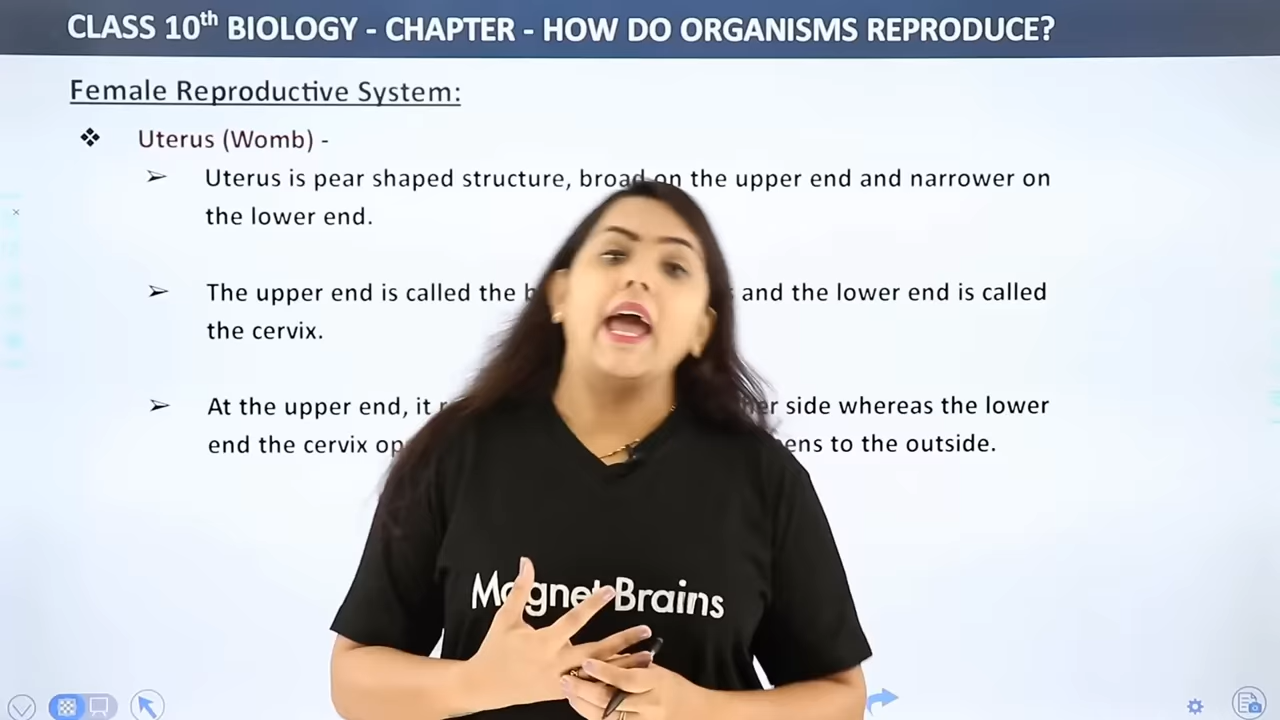 CLASS 10th BIOLOGY - CHAPTER - HOW DO ORGANISMS REPRODUCE?
Female Reproductive System:
❖ Uterus (Womb) -
➢ Uterus is pear shaped structure, broad on the upper end and narrower on
the lower end.
➢ The upper end is called the and the lower end is called
the cervix.
➢ At the upper end, it side whereas the lower
end the cervix to the outside.
Magnet Brains